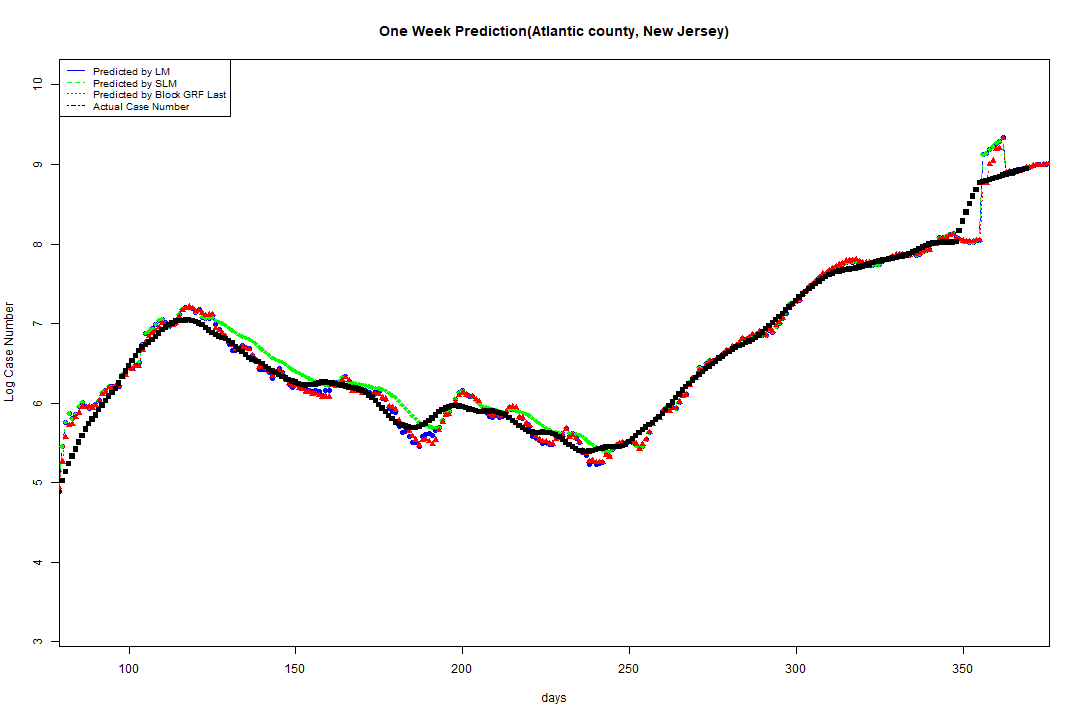 One Week Prediction(Atlantic county, New Jersey)
Predicted by LM
Predicted by SLM
Predicted by Block GRF Last
Actual Case Number
10
9
8
7
6
5
4
3
Log Case Number
100 150 200 250 300 350
days